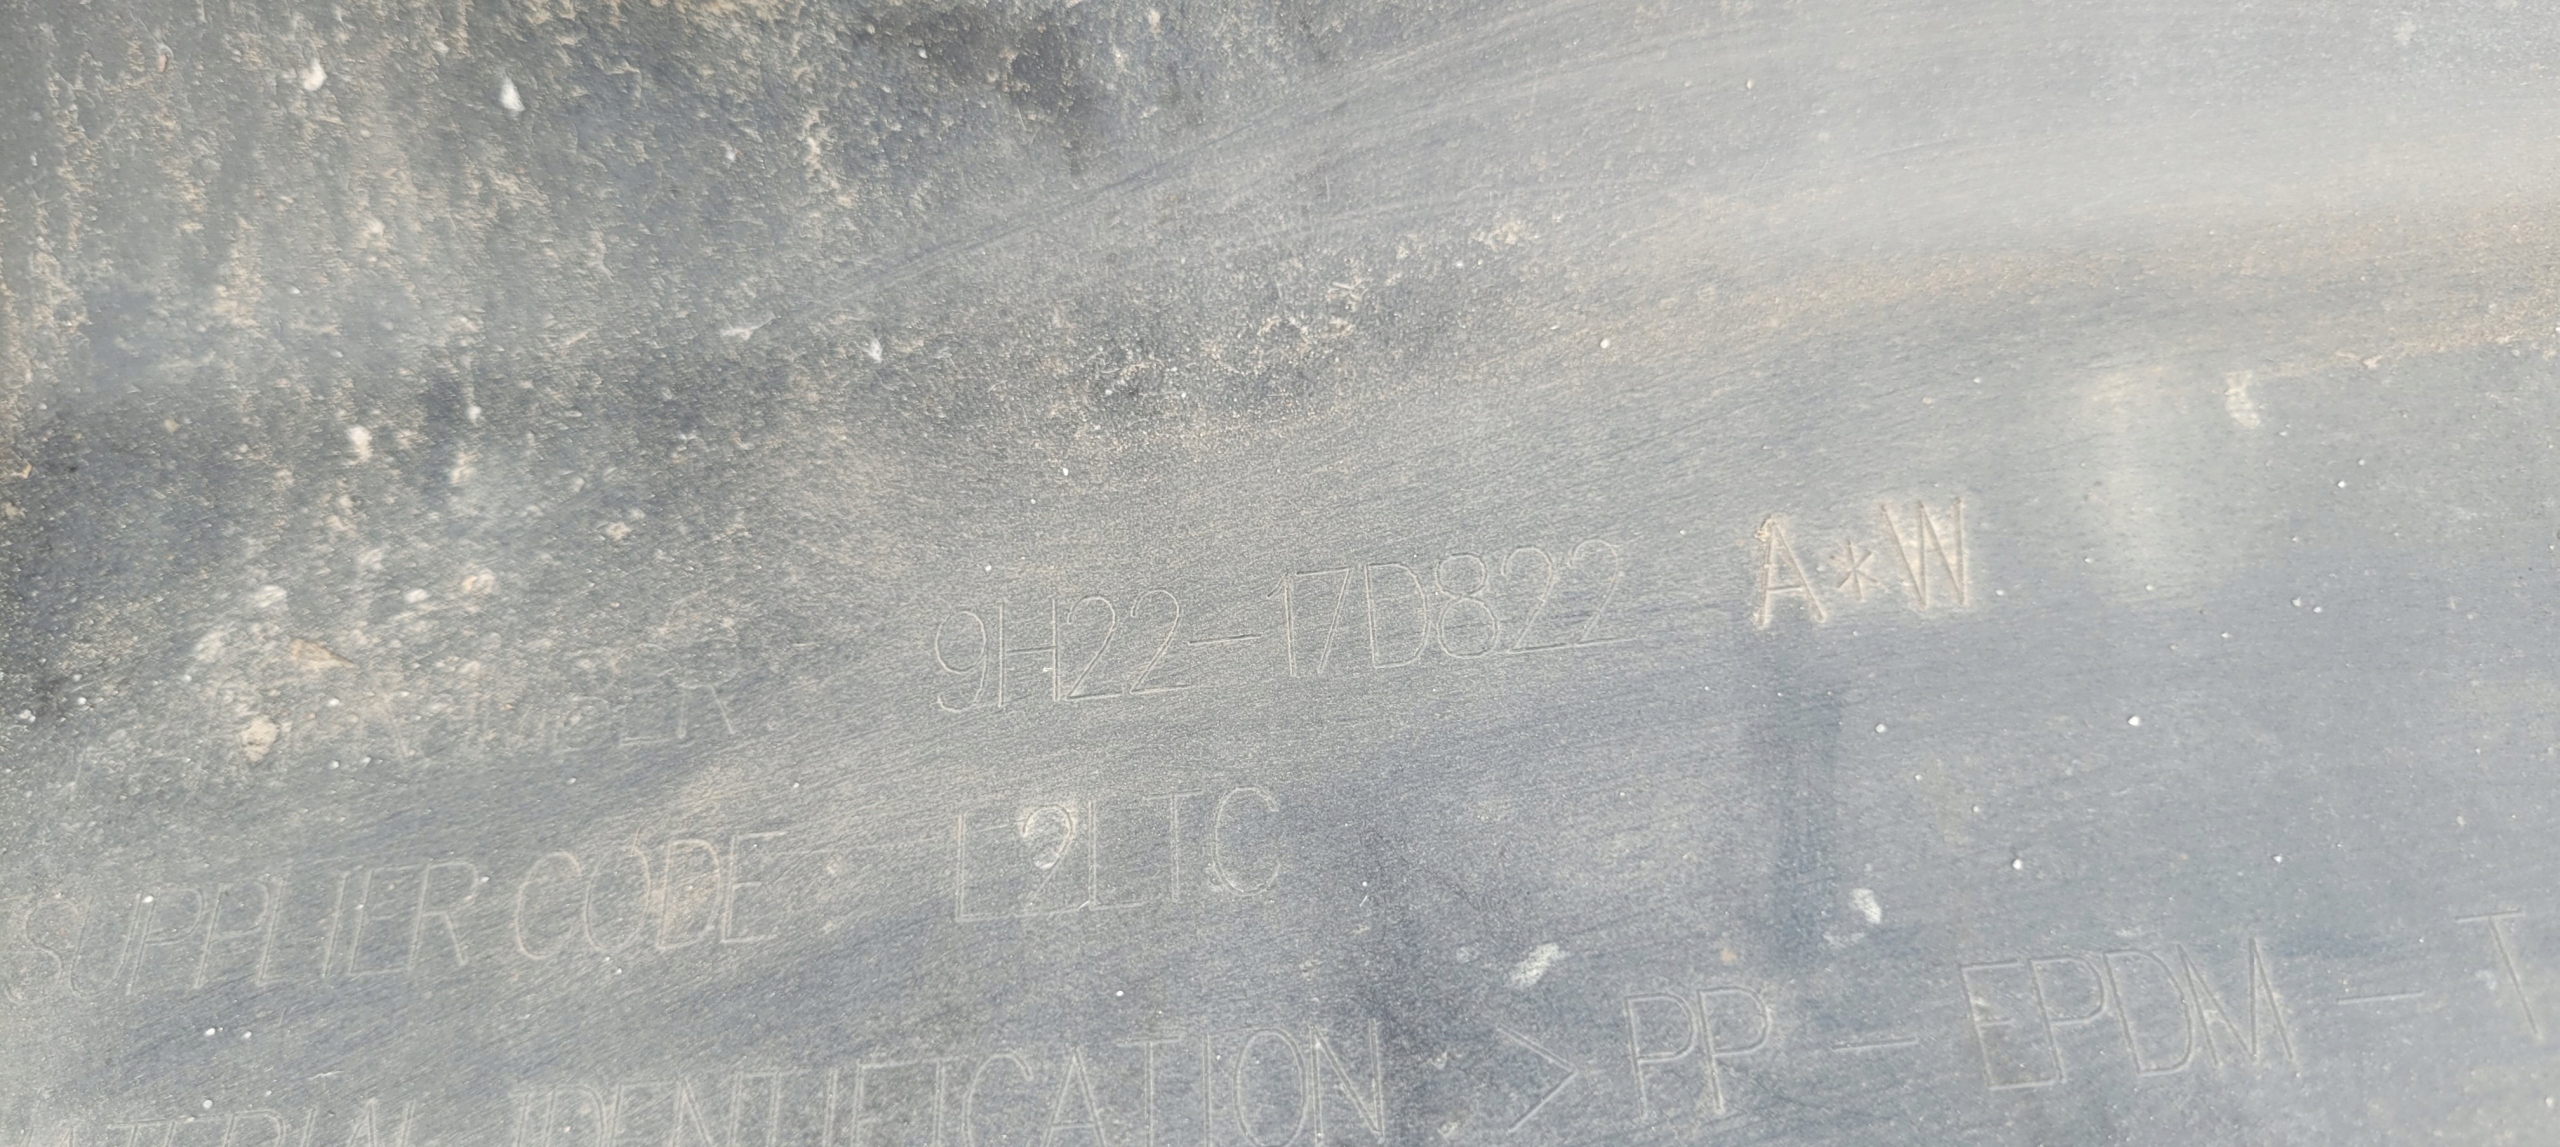 9H22-17D822 A*W
SUPPLIER CODE L2LTC
IDENTIFICATION >PP - EPDM - T